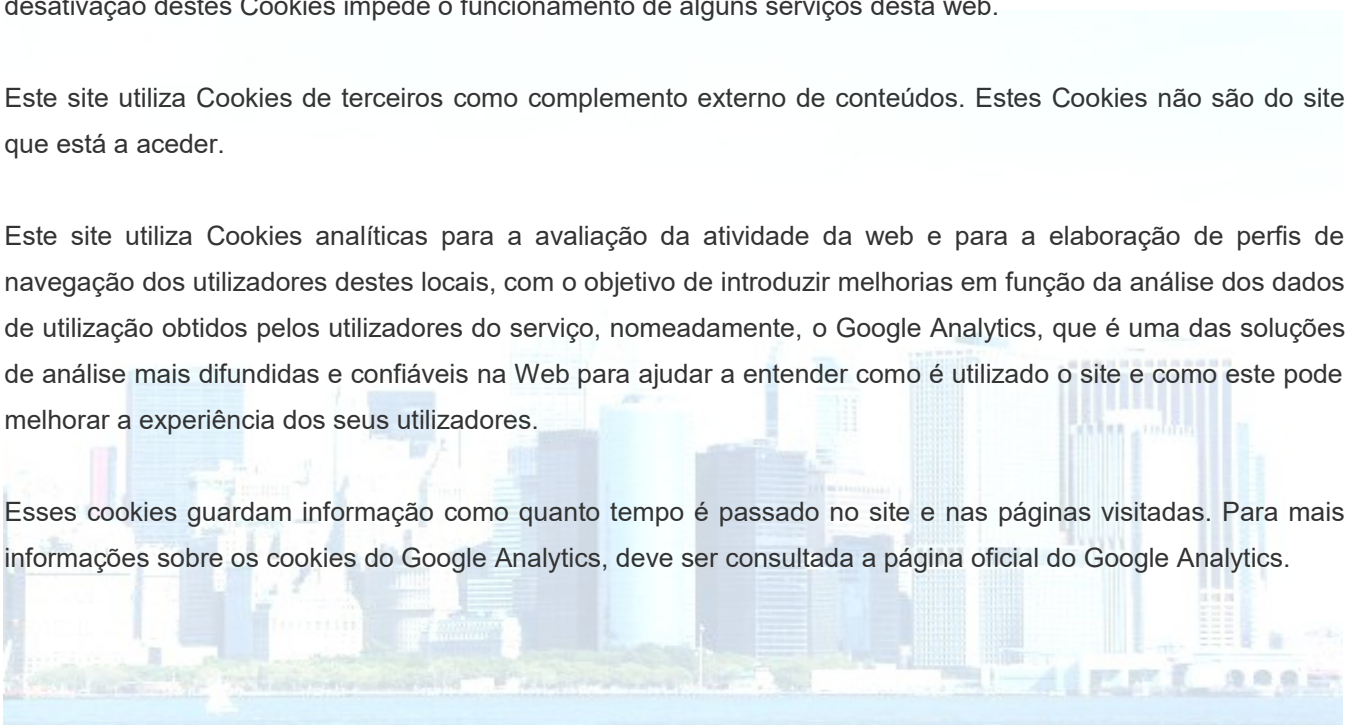 desativação destes Cookies impede o funcionamento de alguns serviços desta web.
Este site utiliza Cookies de terceiros como complemento externo de conteúdos. Estes Cookies não são do site
que está a aceder.
Este site utiliza Cookies analíticas para a avaliação da atividade da web e para a elaboração de perfis de
navegação dos utilizadores destes locais, com o objetivo de introduzir melhorias em função da análise dos dados
de utilização obtidos pelos utilizadores do serviço, nomeadamente, o Google Analytics, que é uma das soluções
de análise mais difundidas e confiáveis na Web para ajudar a entender como é utilizado o site e como este pode
melhorar a experiência dos seus utilizadores.
Esses cookies guardam informação como quanto tempo é passado no site e nas páginas visitadas. Para mais
informações sobre os cookies do Google Analytics, deve ser consultada a página oficial do Google Analytics.